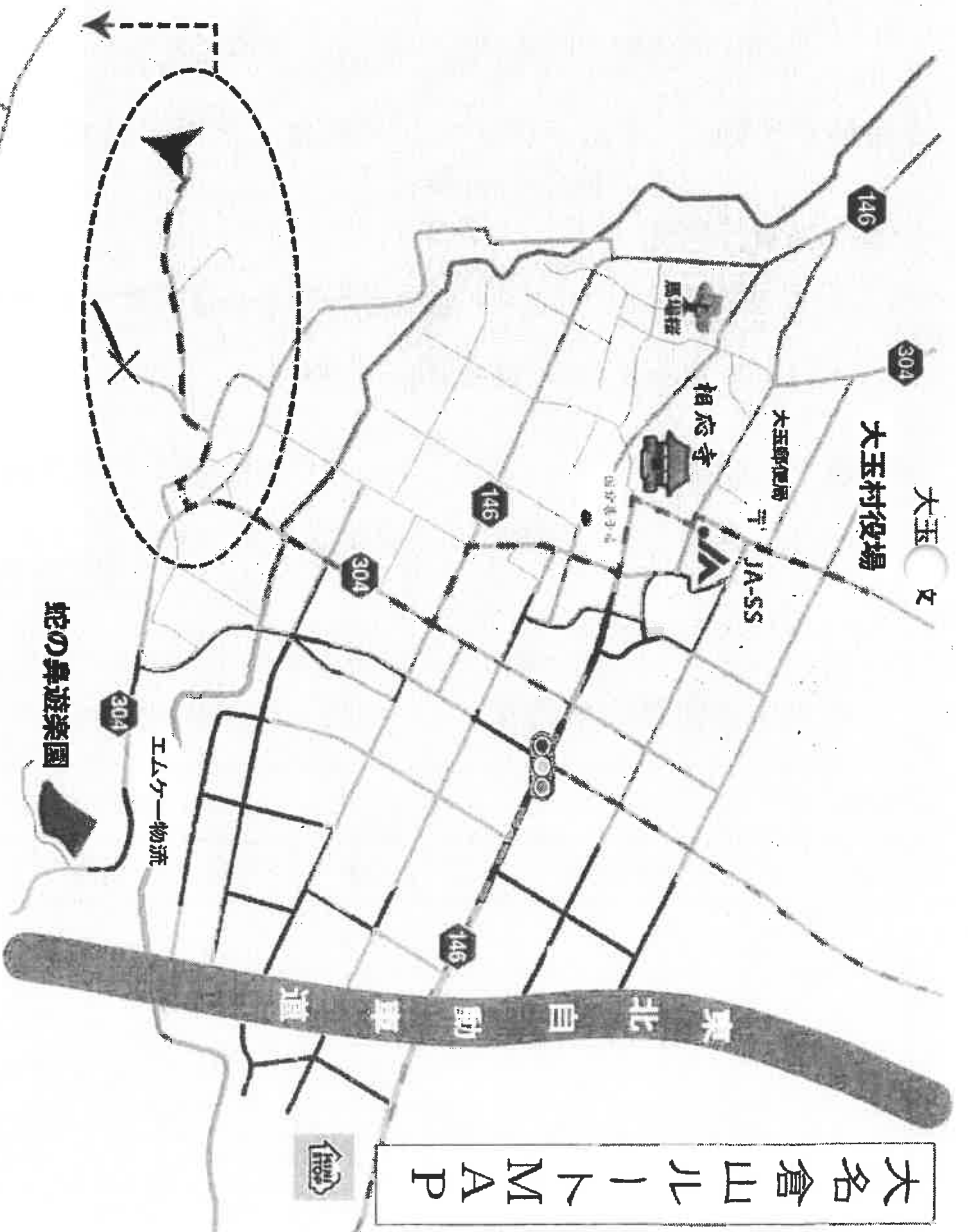 大名倉山ルートMAP
146
304
大玉村役場
大玉
文
大玉郵便局
〒
JA-SS
相応寺
馬場桜
146
304
304
蛇の鼻遊楽園
エムケー物流
146
東北自動車道
MINI STOP